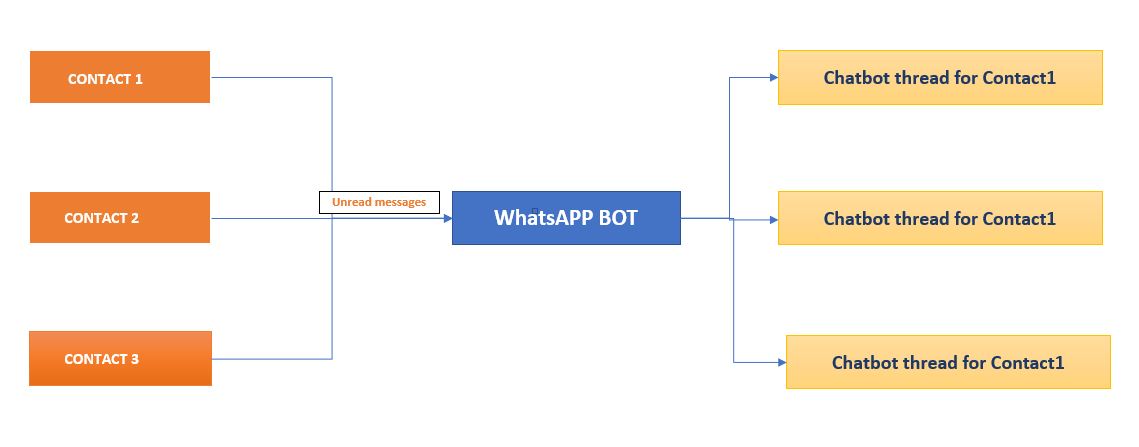 CONTACT 1
Chatbot thread for Contact1
Unread messages
CONTACT 2
WhatsAPP BOT
Chatbot thread for Contact1
CONTACT 3
Chatbot thread for Contact1